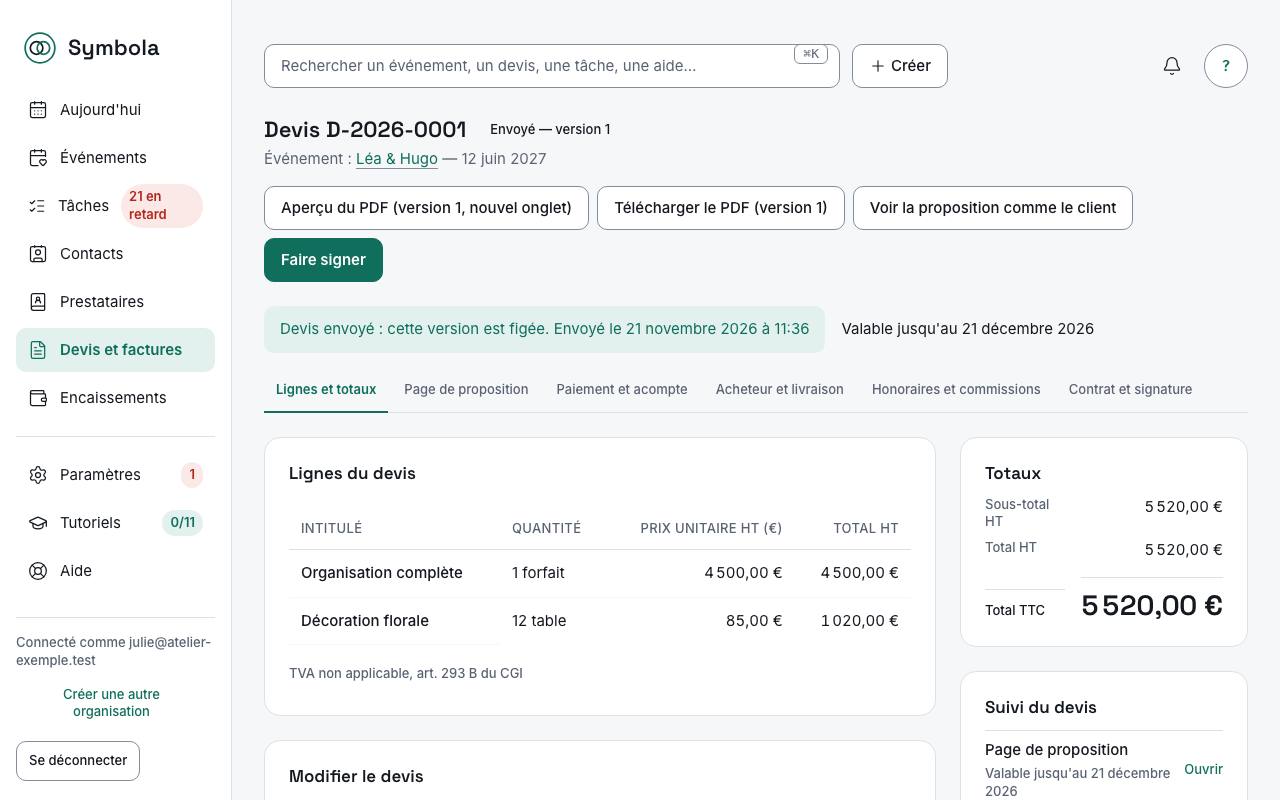 Symbola
Aujourd'hui
Événements
Tâches
21 en
retard
Contacts
Prestataires
Devis et factures
Encaissements
Paramètres
1
Tutoriels
0/11
Aide
Connecté comme julie@atelier-
exemple.test
Créer une autre
organisation
Se déconnecter
Rechercher un événement, un devis, une tâche, une aide...
⌘K
Créer
?
Devis D-2026-0001
Envoyé — version 1
Événement : Léa & Hugo — 12 juin 2027
Aperçu du PDF (version 1, nouvel onglet)
Télécharger le PDF (version 1)
Voir la proposition comme le client
Faire signer
Devis envoyé : cette version est figée. Envoyé le 21 novembre 2026 à 11:36
Valable jusqu'au 21 décembre 2026
Lignes et totaux
Page de proposition
Paiement et acompte
Acheteur et livraison
Honoraires et commissions
Contrat et signature
Lignes du devis
INTITULÉ QUANTITÉ PRIX UNITAIRE HT (€) TOTAL HT
Organisation complète 1 forfait 4 500,00 € 4 500,00 €
Décoration florale 12 table 85,00 € 1 020,00 €
TVA non applicable, art. 293 B du CGI
Modifier le devis
Totaux
Sous-total
HT
5 520,00 €
Total HT 5 520,00 €
Total TTC 5 520,00 €
Suivi du devis
Page de proposition
Valable jusqu'au 21 décembre
2026
Ouvrir